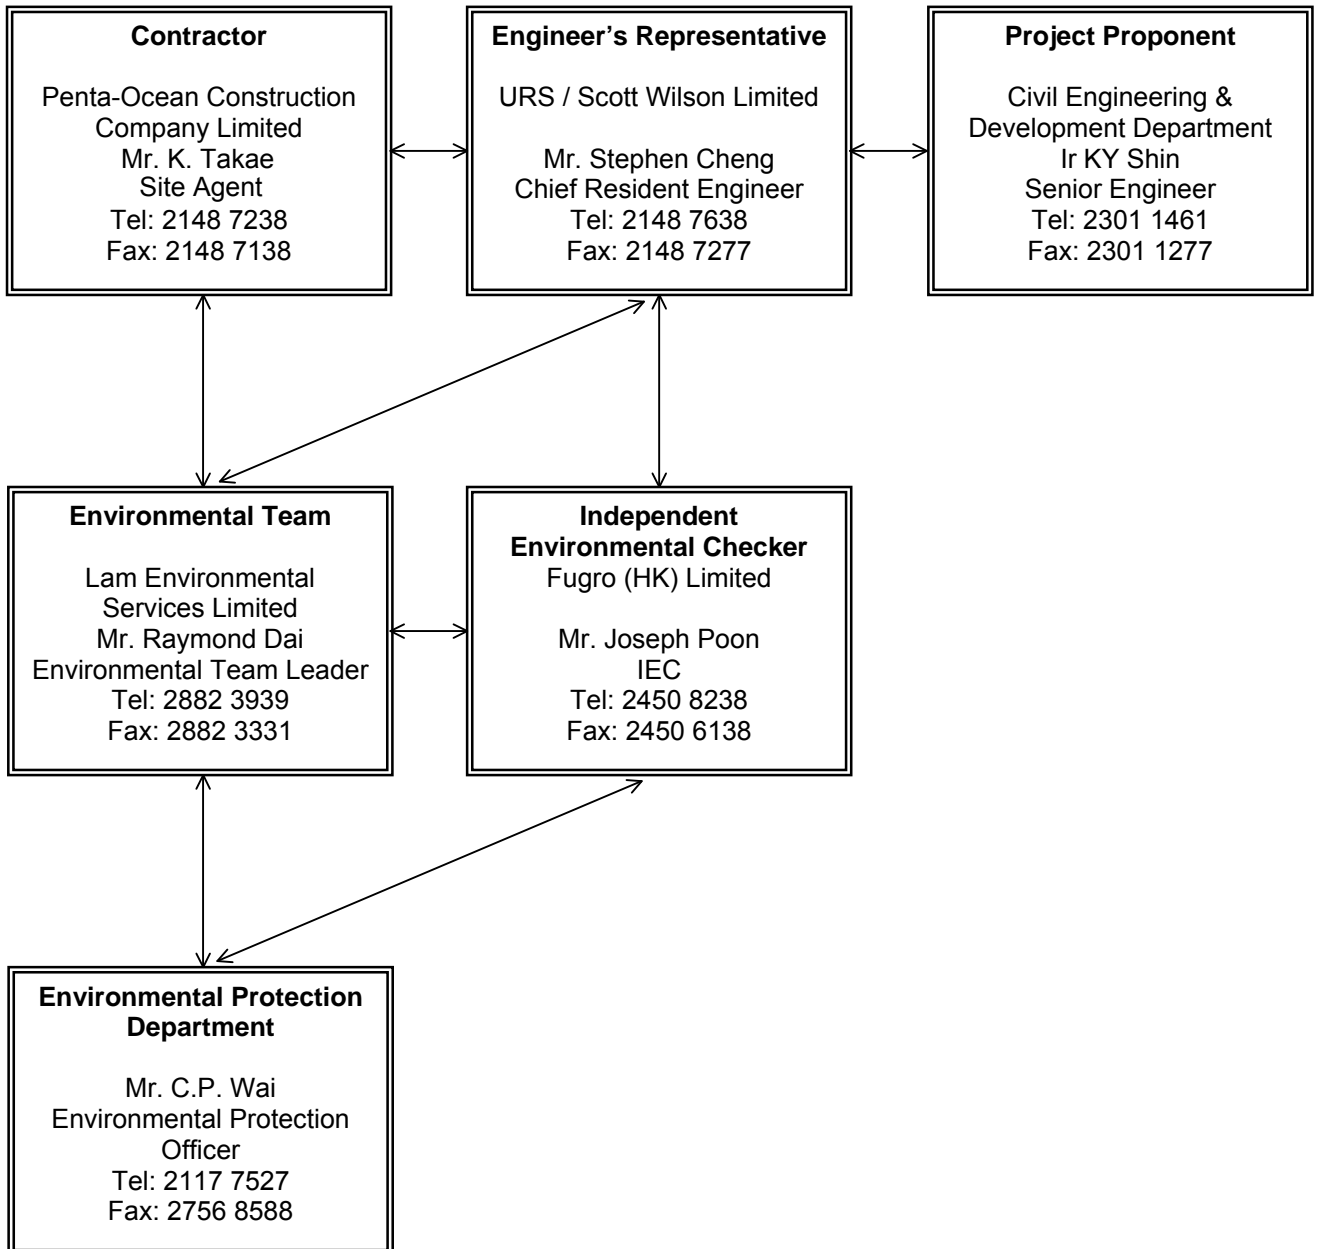 Contractor
Penta-Ocean Construction
Company Limited
Mr. K. Takae
Site Agent
Tel: 2148 7238
Fax: 2148 7138
Engineer's Representative
URS / Scott Wilson Limited
Mr. Stephen Cheng
Chief Resident Engineer
Tel: 2148 7638
Fax: 2148 7277
Project Proponent
Civil Engineering &
Development Department
Ir KY Shin
Senior Engineer
Tel: 2301 1461
Fax: 2301 1277
Environmental Team
Lam Environmental
Services Limited
Mr. Raymond Dai
Environmental Team Leader
Tel: 2882 3939
Fax: 2882 3331
Independent
Environmental Checker
Fugro (HK) Limited
Mr. Joseph Poon
IEC
Tel: 2450 8238
Fax: 2450 6138
Environmental Protection
Department
Mr. C.P. Wai
Environmental Protection
Officer
Tel: 2117 7527
Fax: 2756 8588